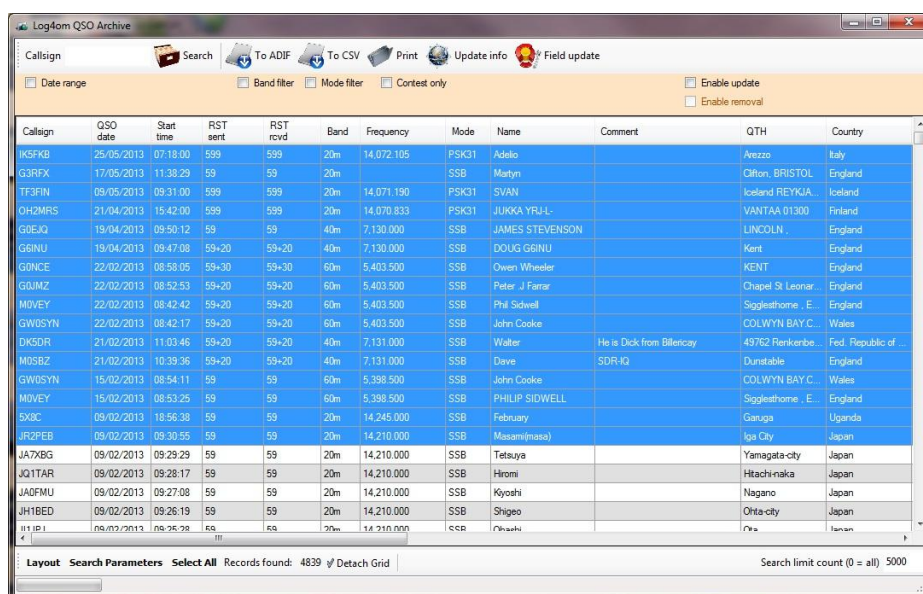 Log4om QSO Archive
Callsign Search To ADIF To CSV Print Update info Field update
Date range Band filter Mode filter Contest only Enable update
Enable removal
Callsign QSO date Start time RST sent RST rcvd Band Frequency Mode Name Comment QTH Country
IK5FKB 25/05/2013 07:18:00 599 599 20m 14,072.105 PSK31 Adelio Arezzo Italy
G3RFX 17/05/2013 11:38:29 59 59 20m SSB Martyn Clifton, BRISTOL England
TF3FIN 09/05/2013 09:31:00 599 599 20m 14,071.190 PSK31 SVAN Iceland REYKJA... Iceland
OH2MRS 21/04/2013 15:42:00 599 599 20m 14,070.833 PSK31 JUKKA YRJ-L- VANTAA 01300 Finland
G0EJQ 19/04/2013 09:50:12 59 59 40m 7,130.000 SSB JAMES STEVENSON LINCOLN , England
G6INU 19/04/2013 09:47:08 59+20 59+20 40m 7,130.000 SSB DOUG G6INU Kent England
G0NCE 22/02/2013 08:58:05 59+30 59+30 60m 5,403.500 SSB Owen Wheeler KENT England
G0JMZ 22/02/2013 08:52:53 59+20 59+20 60m 5,403.500 SSB Peter .J Farrar Chapel St Leonar... England
M0VEY 22/02/2013 08:42:42 59+20 59+20 60m 5,403.500 SSB Phil Sidwell Sigglesthorne , E... England
GW0SYN 22/02/2013 08:42:17 59+20 59+20 60m 5,403.500 SSB John Cooke COLWYN BAY.C... Wales
DK5DR 21/02/2013 11:03:46 59+20 59+20 40m 7,131.000 SSB Walter He is Dick from Billericay 49762 Renkenbe... Fed. Republic of ...
M0SBZ 21/02/2013 10:39:36 59+20 59+20 40m 7,131.000 SSB Dave SDR-IQ Dunstable England
GW0SYN 15/02/2013 08:54:11 59 59 60m 5,398.500 SSB John Cooke COLWYN BAY.C... Wales
M0VEY 15/02/2013 08:53:25 59 59 60m 5,398.500 SSB PHILIP SIDWELL Sigglesthorne , E... England
5X8C 09/02/2013 18:56:38 59 59 20m 14,245.000 SSB February Garuga Uganda
JR2PEB 09/02/2013 09:30:55 59 59 20m 14,210.000 SSB Masami(masa) Iga City Japan
JA7XBG 09/02/2013 09:29:29 59 59 20m 14,210.000 SSB Tetsuya Yamagata-city Japan
JQ1TAR 09/02/2013 09:28:17 59 59 20m 14,210.000 SSB Hiromi Hitachi-naka Japan
JA0FMU 09/02/2013 09:27:08 59 59 20m 14,210.000 SSB Kiyoshi Nagano Japan
JH1BED 09/02/2013 09:26:19 59 59 20m 14,210.000 SSB Shigeo Ohta-city Japan
09/02/2013 09:25:28 59 59 20m 14,210.000 SSB Ohashi Ota Japan
Layout Search Parameters Select All Records found: 4839 Detach Grid Search limit count (0 = all) 5000